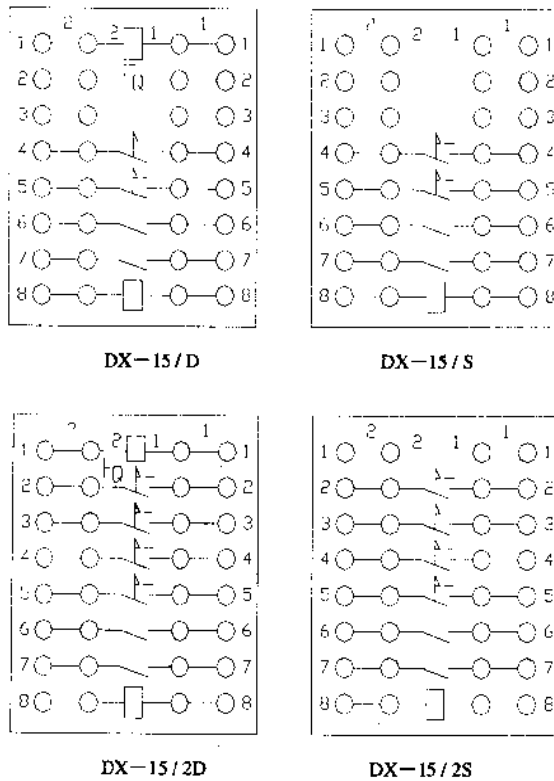 2 2 1 1 2 2 1 1
1 1 1 1
Q
2 2 2 2
3 3 3 3
4 4 4 4
5 5 5 5
6 6 6 6
7 7 7 7
8 8 8 8
DX-15/D DX-15/S
2 1 1 2 2 1 1
1 1 1 1
Q
2 2 2 2
3 3 3 3
4 4 4 4
5 5 5 5
6 6 6 6
7 7 7 7
8 8 8 8
DX-15/2D DX-15/2S